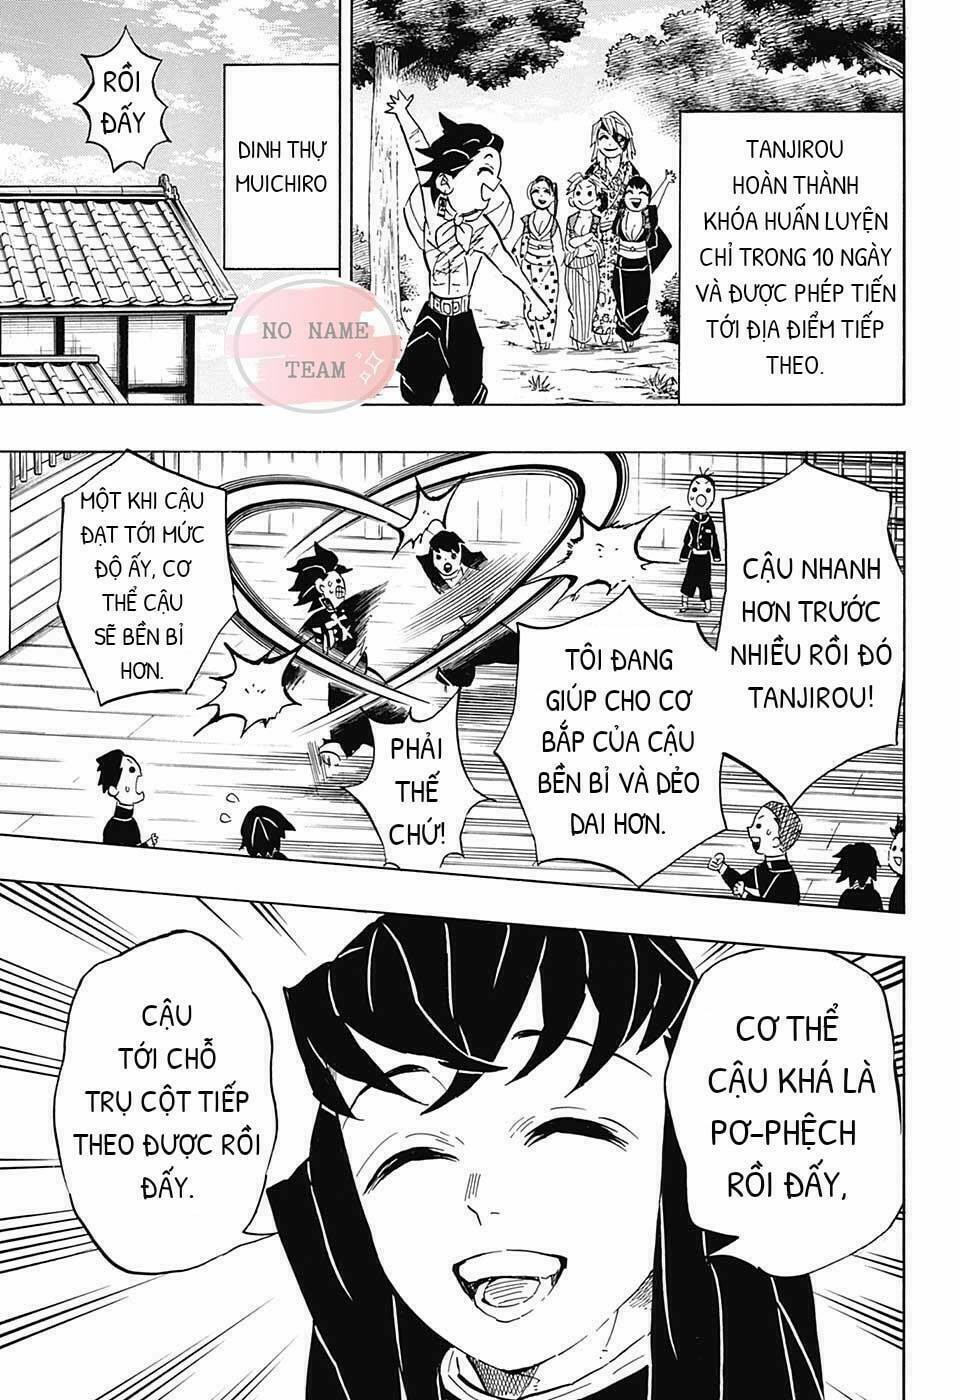 TANJIROU
HOÀN THÀNH
KHÓA HUẤN LUYỆN
CHỈ TRONG 10 NGÀY
VÀ ĐƯỢC PHÉP TIẾN
TỚI ĐỊA ĐIỂM TIẾP
THEO.
DINH THỰ
MUICHIRO
RỒI
ĐẤY
NO NAME
TEAM
CẬU NHANH
HƠN TRƯỚC
NHIỀU RỒI ĐÓ
TANJIROU!
TÔI ĐANG
GIÚP CHO CƠ
BẮP CỦA CẬU
BỀN BỈ VÀ DẺO
DAI HƠN.
PHẢI
THẾ
CHỨ!
MỘT KHI CẬU
ĐẠT TỚI MỨC
ĐỘ ẤY, CƠ
THỂ CẬU
SẼ BỀN BỈ
HƠN.
CƠ THỂ
CẬU KHÁ LÀ
PƠ-PHỆCH
RỒI ĐẤY,
CẬU
TỚI CHỖ
TRỤ CỘT TIẾP
THEO ĐƯỢC RỒI
ĐẤY.